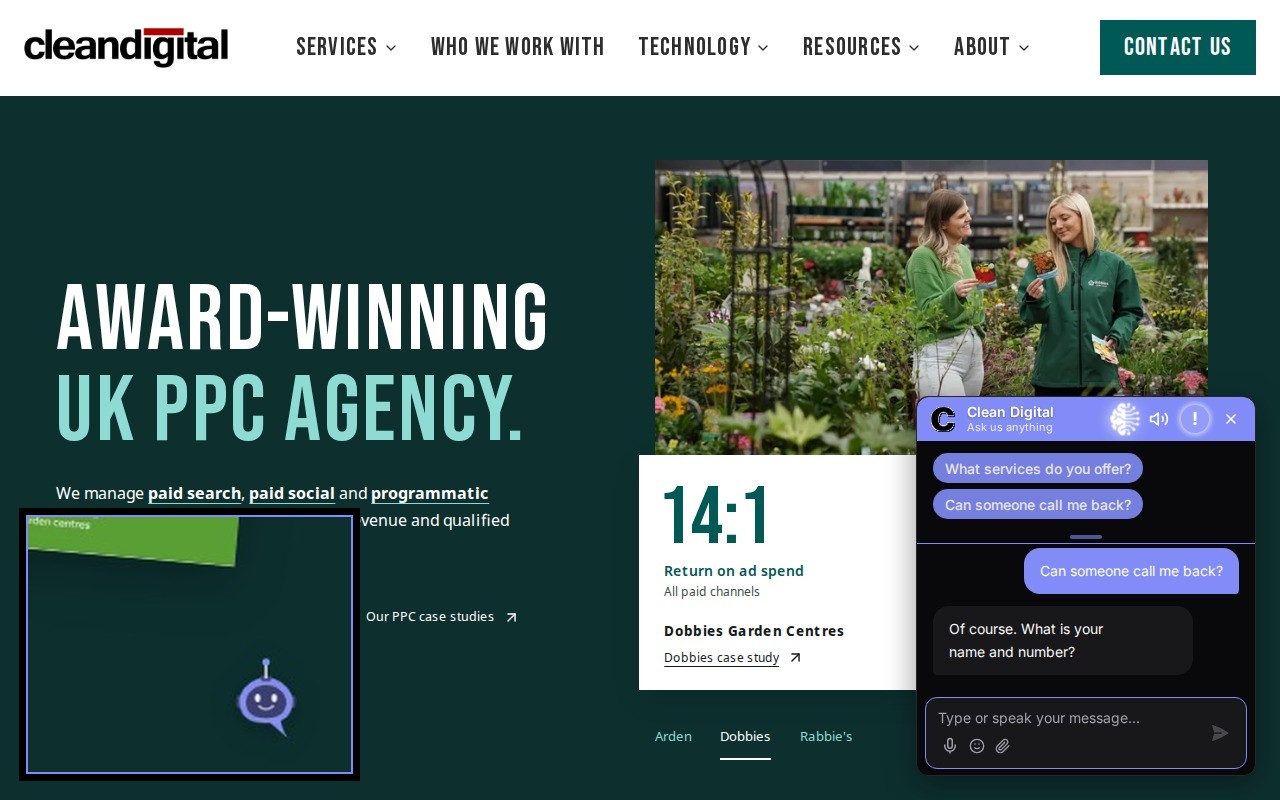 cleandigital
SERVICES
WHO WE WORK WITH
TECHNOLOGY
RESOURCES
ABOUT
CONTACT US
AWARD-WINNING
UK PPC AGENCY.
We manage paid search, paid social and programmatic
venue and qualified
rden centres
Our PPC case studies
14:1
Return on ad spend
All paid channels
Dobbies Garden Centres
Dobbies case study
Arden
Dobbies
Rabbie's
Clean Digital
Ask us anything
What services do you offer?
Can someone call me back?
Can someone call me back?
Of course. What is your
name and number?
Type or speak your message...